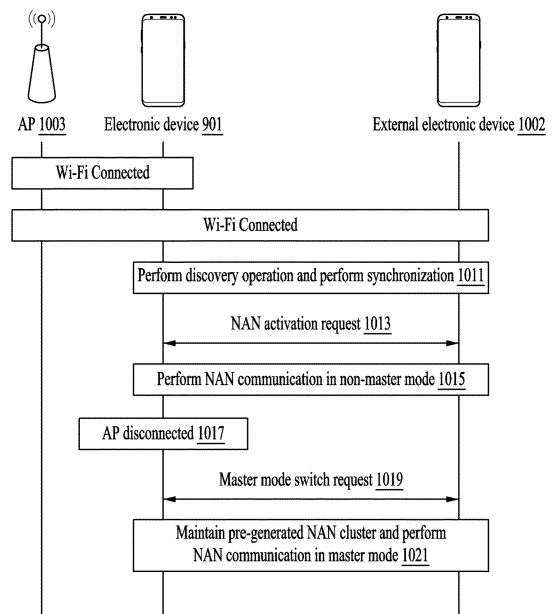 AP 1003
Electronic device 901
External electronic device 1002
Wi-Fi Connected
Wi-Fi Connected
Perform discovery operation and perform synchronization 1011
NAN activation request 1013
Perform NAN communication in non-master mode 1015
AP disconnected 1017
Master mode switch request 1019
Maintain pre-generated NAN cluster and perform
NAN communication in master mode 1021